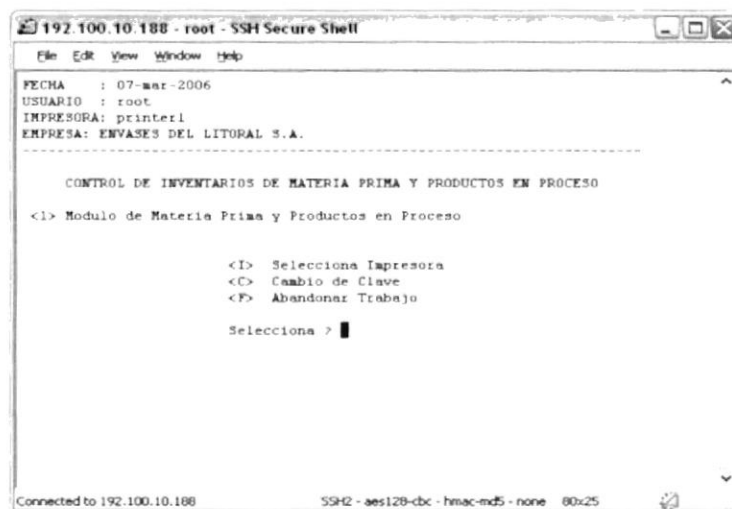 192.100.10.188 - root - SSH Secure Shell
File Edit View Window Help
FECHA : 07-mar-2006
USUARIO : root
IMPRESORA: printer1
EMPRESA: ENVASES DEL LITORAL S.A.
CONTROL DE INVENTARIOS DE MATERIA PRIMA Y PRODUCTOS EN PROCESO
<1> Modulo de Materia Prima y Productos en Proceso
<I> Selecciona Impresora
<C> Cambio de Clave
<F> Abandonar Trabajo
Selecciona ?
Connected to 192.100.10.188 SSH2 - aes128-cbc - hmac-md5 - none 80x25